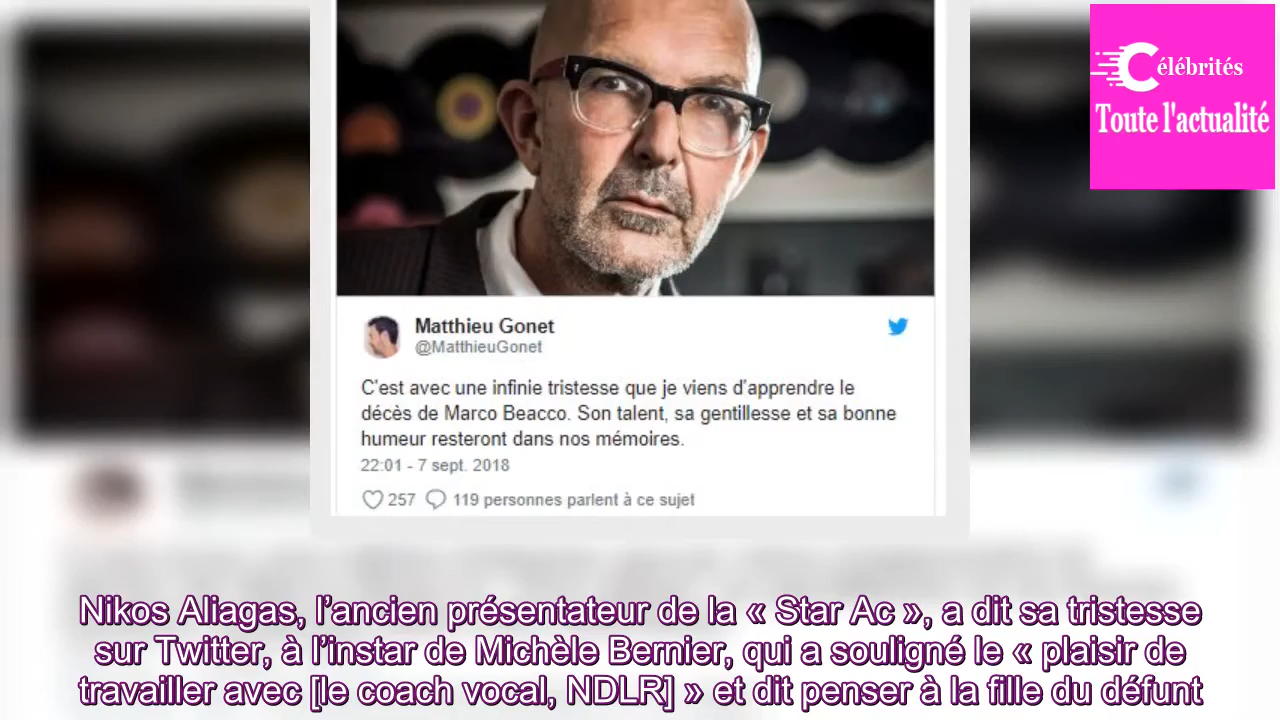 Célébrités
Toute l'actualité
Matthieu Gonet
@MatthieuGonet
C'est avec une infinie tristesse que je viens d'apprendre le
décès de Marco Beacco. Son talent, sa gentillesse et sa bonne
humeur resteront dans nos mémoires.
22:01 - 7 sept. 2018
257 119 personnes parlent à ce sujet
Nikos Aliagas, l’ancien présentateur de la « Star Ac », a dit sa tristesse
sur Twitter, à l’instar de Michèle Bernier, qui a souligné le « plaisir de
travailler avec [le coach vocal, NDLR] » et dit penser à la fille du défunt